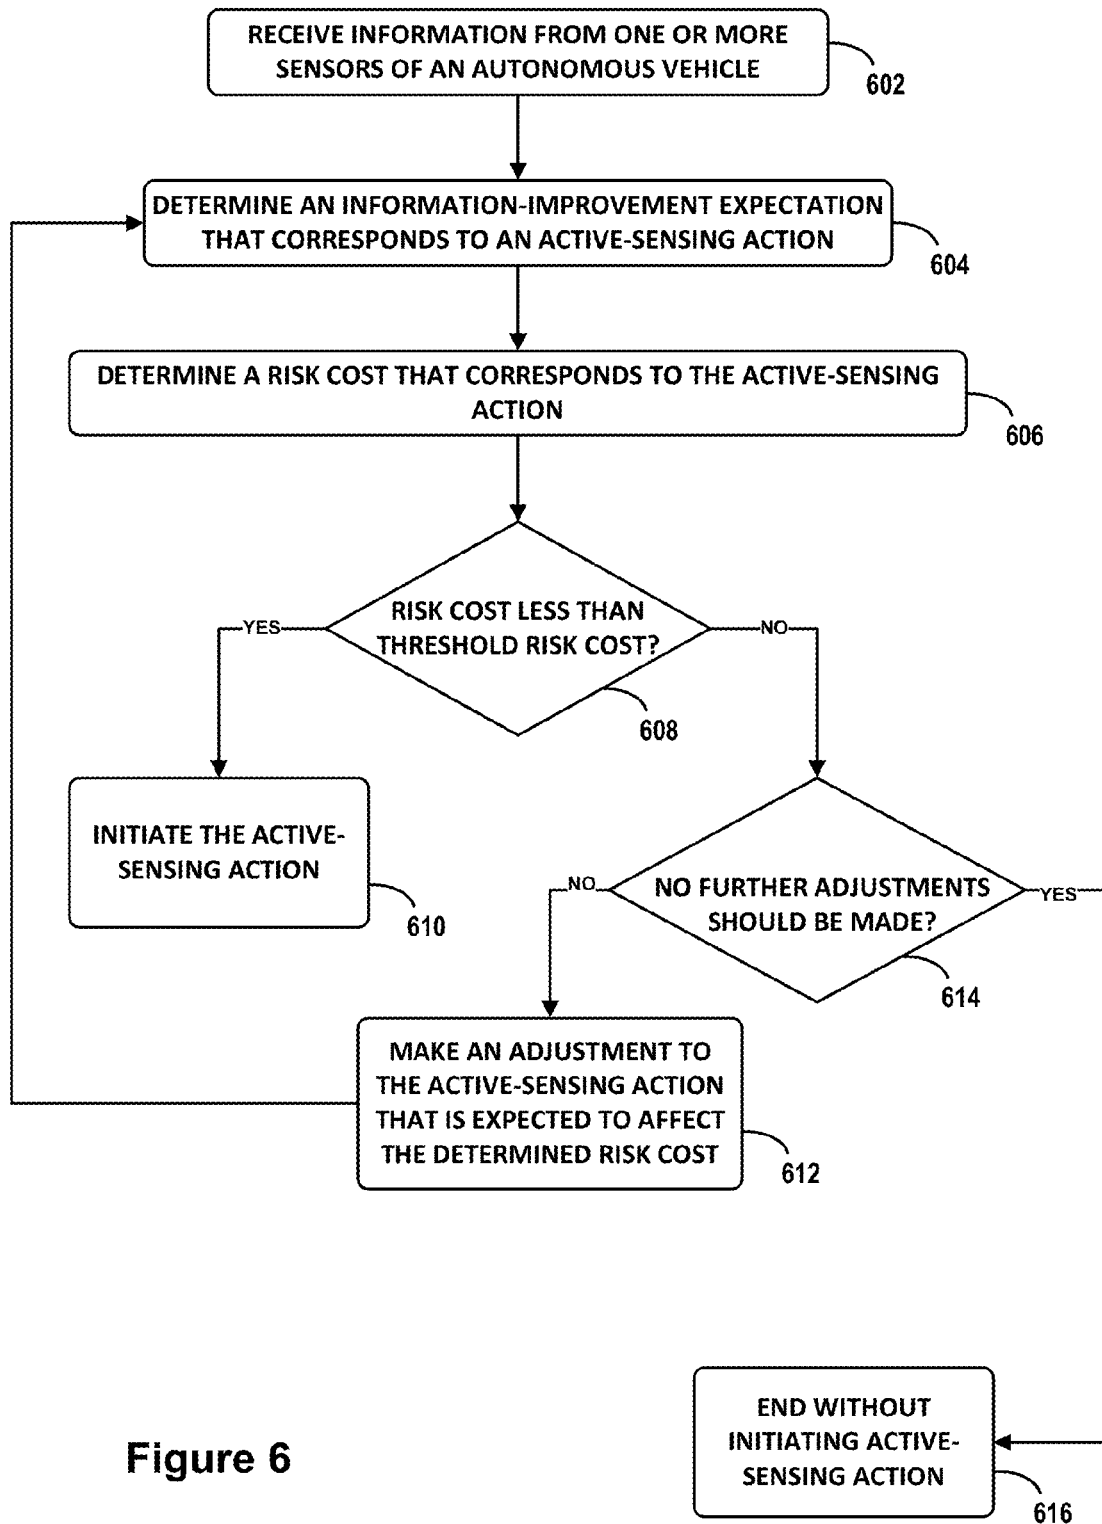 RECEIVE INFORMATION FROM ONE OR MORE
SENSORS OF AN AUTONOMOUS VEHICLE
602
DETERMINE AN INFORMATION-IMPROVEMENT EXPECTATION
THAT CORRESPONDS TO AN ACTIVE-SENSING ACTION
604
DETERMINE A RISK COST THAT CORRESPONDS TO THE ACTIVE-SENSING
ACTION
606
RISK COST LESS THAN
THRESHOLD RISK COST?
YES
NO
608
INITIATE THE ACTIVE-
SENSING ACTION
610
NO FURTHER ADJUSTMENTS
SHOULD BE MADE?
NO
YES
614
MAKE AN ADJUSTMENT TO
THE ACTIVE-SENSING ACTION
THAT IS EXPECTED TO AFFECT
THE DETERMINED RISK COST
612
END WITHOUT
INITIATING ACTIVE-
SENSING ACTION
616
Figure 6